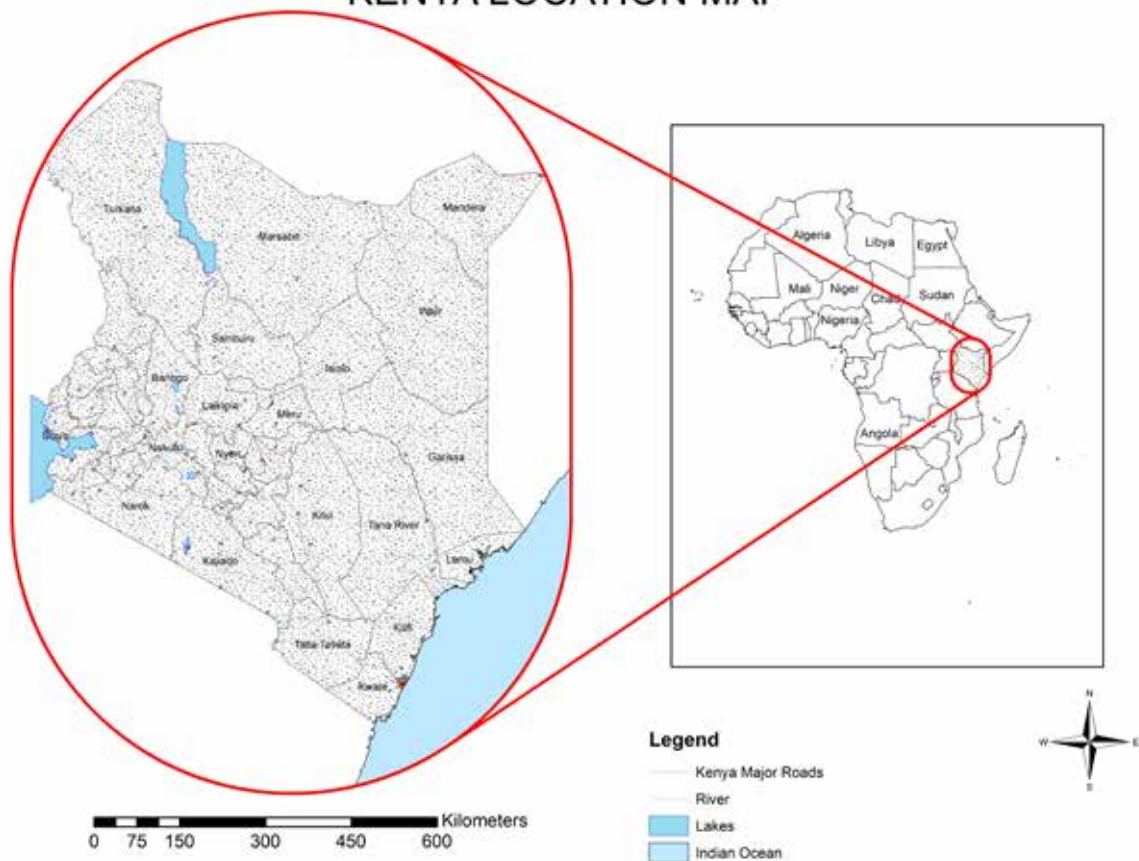 KENYA LOCATION MAP
Turkana
Mandera
Marsabit
Wajir
Samburu
Isiolo
Baringo
Laikipia
Meru
Nakuru
Nyeri
Garissa
Narok
Kitui
Tana River
Kajiado
Lamu
Kilifi
Taita Taveta
Kwale
Algeria
Libya
Egypt
Mali
Niger
Chad
Sudan
Nigeria
Angola
N
W
E
S
Legend
Kenya Major Roads
River
Lakes
Indian Ocean
Kilometers
0 75 150 300 450 600